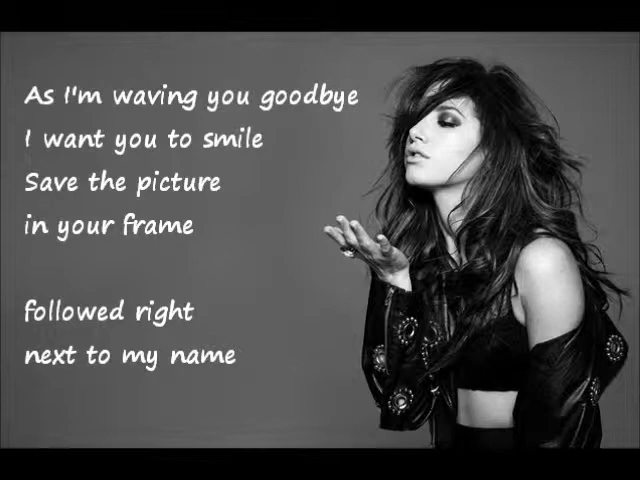 As I'm waving you goodbye
I want you to smile
Save the picture
in your frame
followed right
next to my name